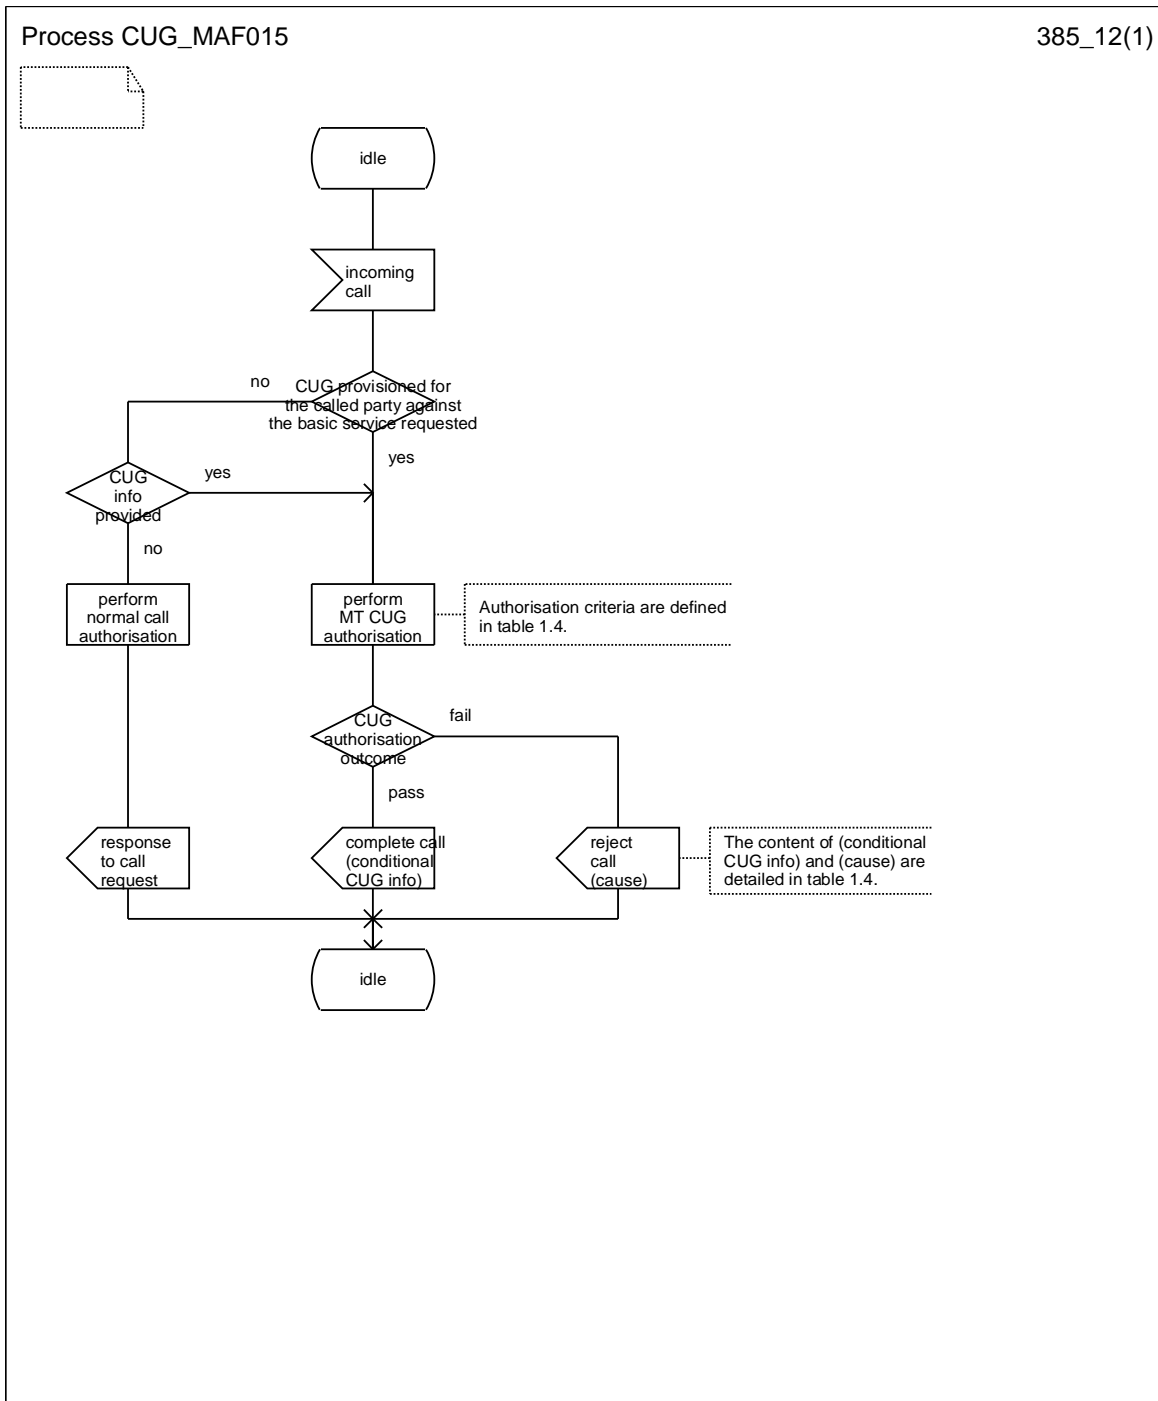 Process CUG_MAF015
385_12(1)
idle
incoming
call
no
CUG provisioned for
the called party against
the basic service requested
yes
CUG
info
provided
yes
no
perform
normal call
authorisation
perform
MT CUG
authorisation
Authorisation criteria are defined
in table 1.4.
CUG
authorisation
outcome
fail
pass
response
to call
request
complete call
(conditional
CUG info)
reject
call
(cause)
The content of (conditional
CUG info) and (cause) are
detailed in table 1.4.
idle